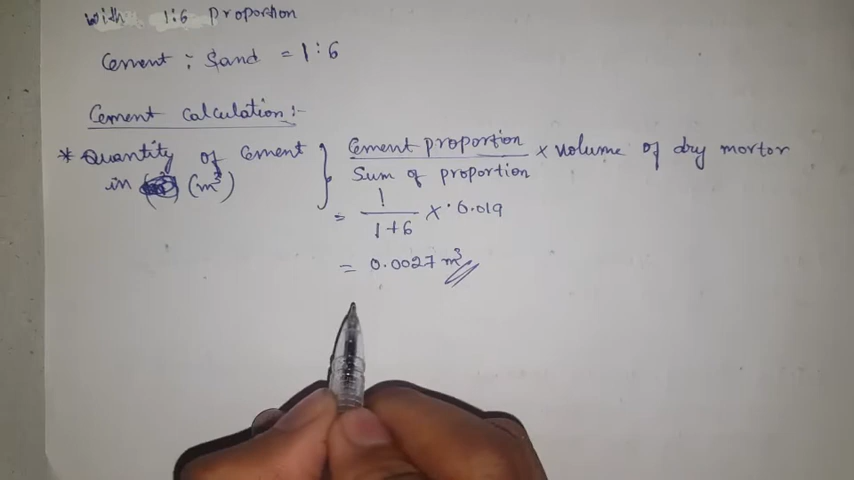 with 1:6 proportion
Cement : Sand = 1:6
Cement calculation:-
* Quantity of cement in (m³) } Cement proportion / Sum of proportion × volume of dry mortor
= 1 / 1+6 × 0.019
= 0.0027 m³